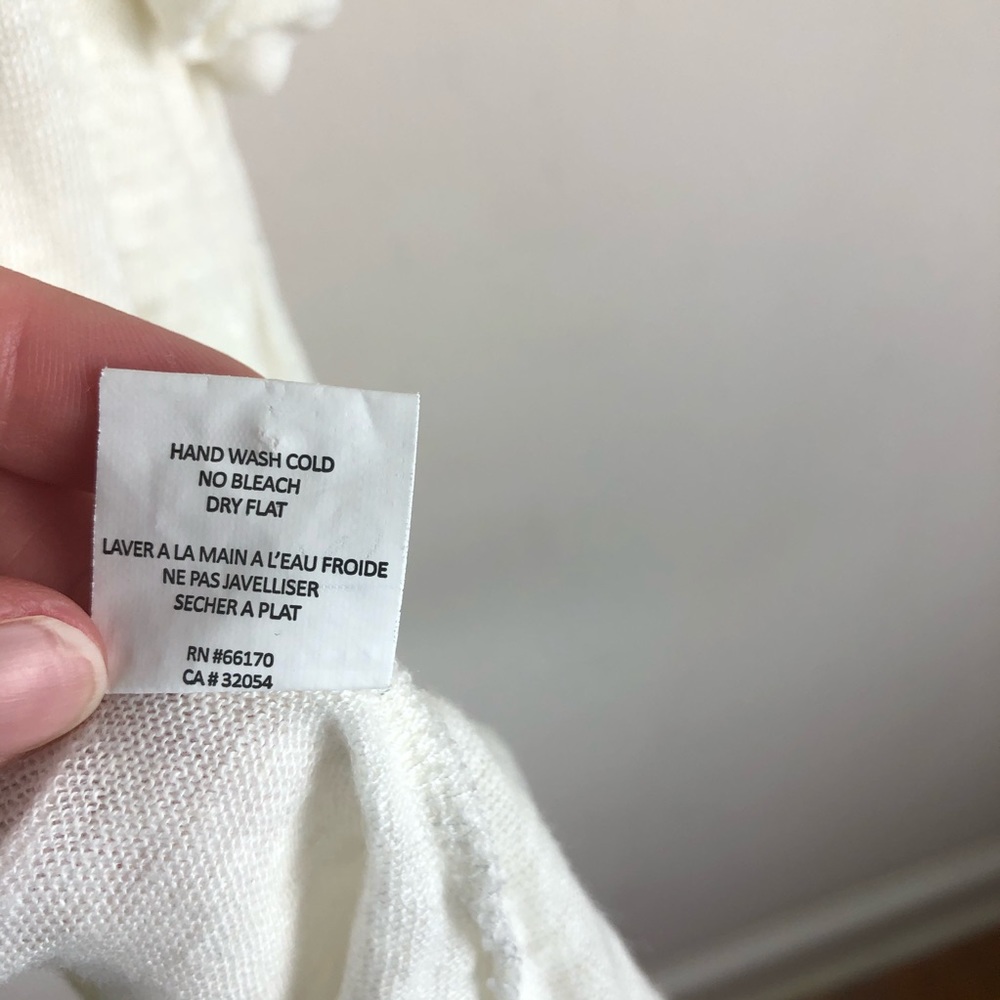 HAND WASH COLD
NO BLEACH
DRY FLAT
LAVER A LA MAIN A L'EAU FROIDE
NE PAS JAVELLISER
SECHER A PLAT
RN #66170
CA # 32054